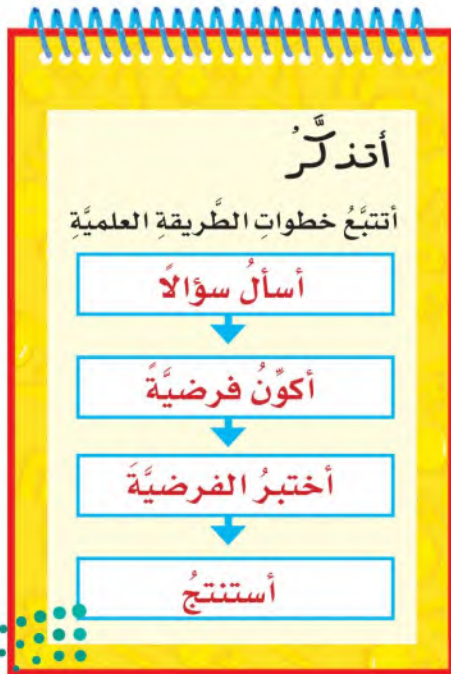 أتذكَّرُ
أتتبَّعُ خطواتِ الطَّريقةِ العلميَّةِ
أسألُ سؤالًا
أكوِّنُ فرضيَّةً
أختبرُ الفرضيَّةَ
أستنتجُ